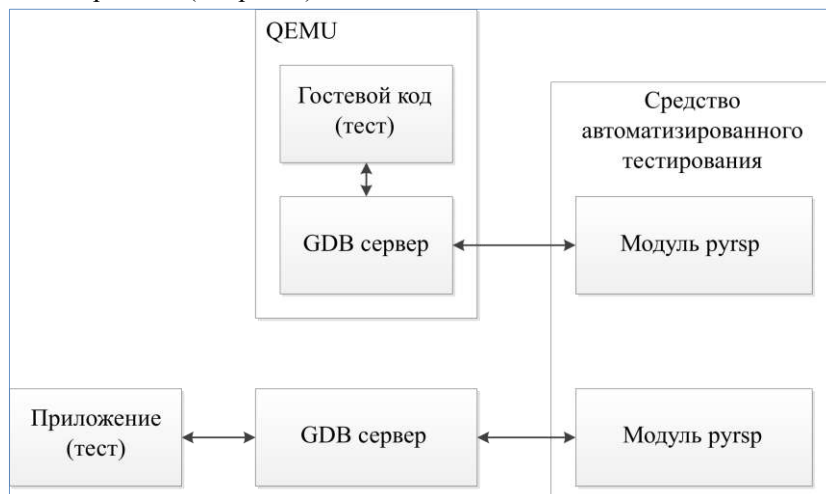 QEMU
Гостевой код
(тест)
Средство
автоматизированного
тестирования
GDB сервер
Модуль pyrsp
Приложение
(тест)
GDB сервер
Модуль pyrsp